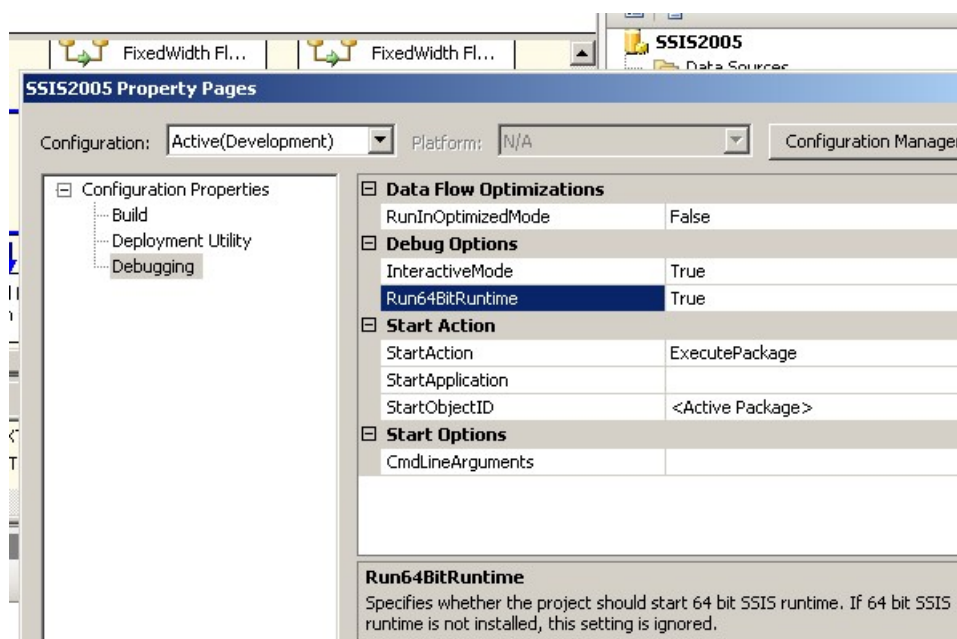 FixedWidth Fl...
FixedWidth Fl...
SSIS2005
Data Sources
SSIS2005 Property Pages
Configuration: Active(Development) Platform: N/A Configuration Manager
Configuration Properties
Build
Deployment Utility
Debugging
Data Flow Optimizations
RunInOptimizedMode False
Debug Options
InteractiveMode True
Run64BitRuntime True
Start Action
StartAction ExecutePackage
StartApplication
StartObjectID <Active Package>
Start Options
CmdLineArguments
Run64BitRuntime
Specifies whether the project should start 64 bit SSIS runtime. If 64 bit SSIS
runtime is not installed, this setting is ignored.